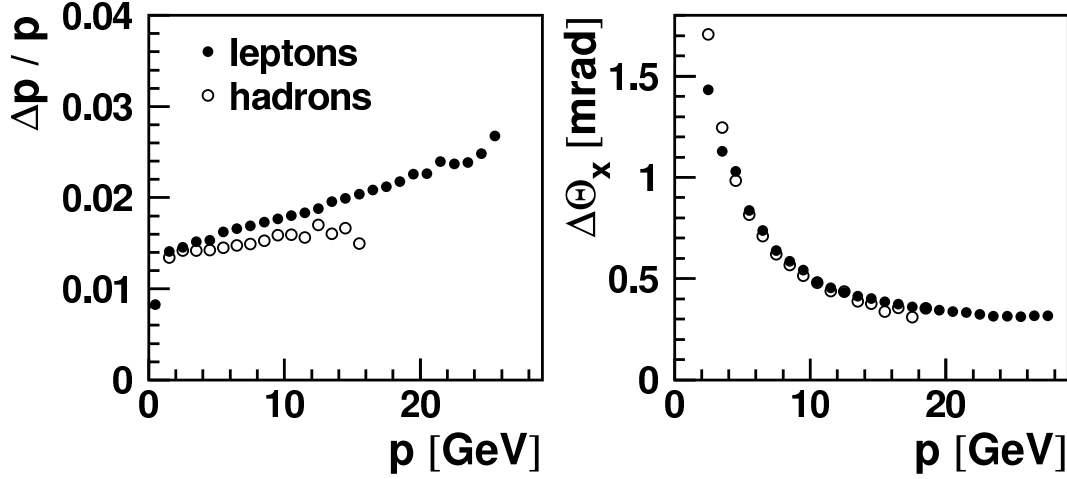 Δp / p
0.04
0.03
0.02
0.01
0
leptons
hadrons
0 10 20
p [GeV]
ΔΘx [mrad]
1.5
1
0.5
0
0 10 20
p [GeV]